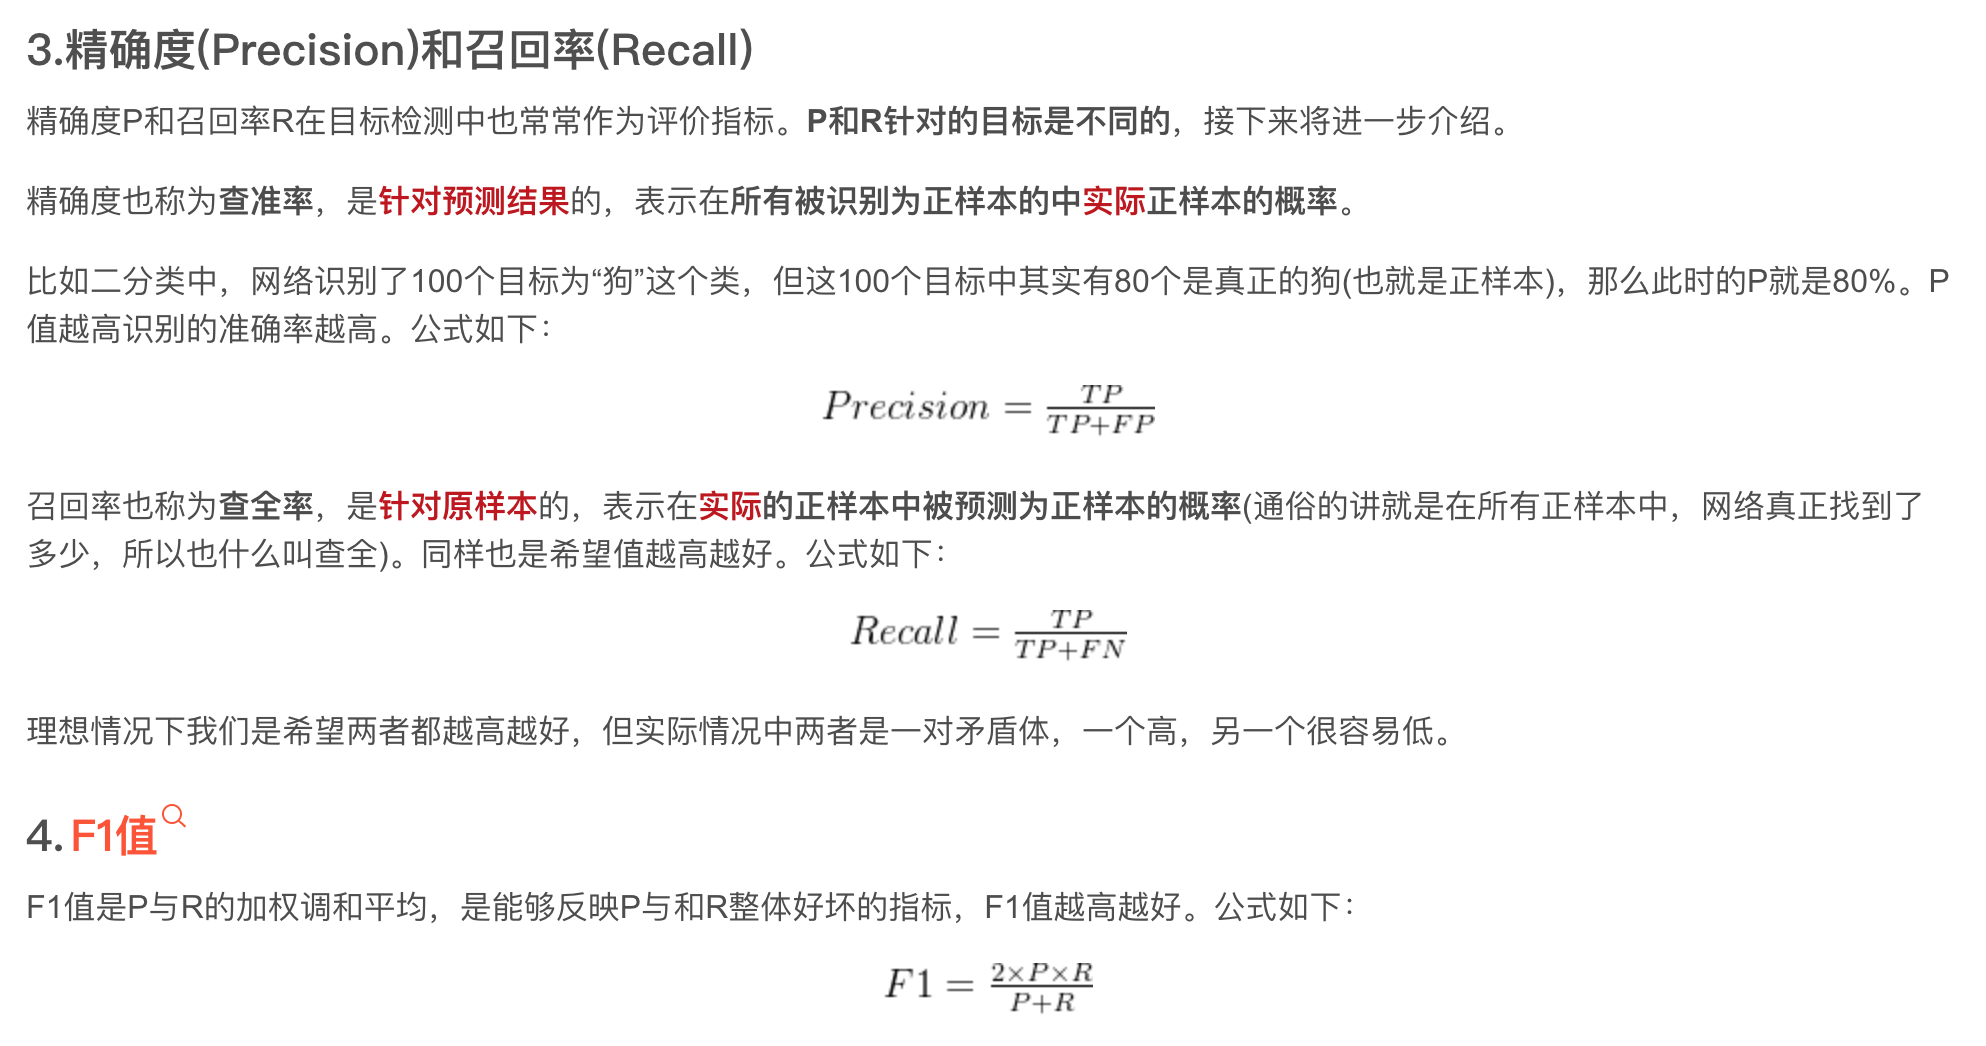 3.精确度(Precision)和召回率(Recall)
精确度P和召回率R在目标检测中也常常作为评价指标。P和R针对的目标是不同的，接下来将进一步介绍。
精确度也称为查准率，是针对预测结果的，表示在所有被识别为正样本的中实际正样本的概率。
比如二分类中，网络识别了100个目标为“狗”这个类，但这100个目标中其实有80个是真正的狗(也就是正样本)，那么此时的P就是80%。P
值越高识别的准确率越高。公式如下：
Precision = \frac{TP}{TP+FP}
召回率也称为查全率，是针对原样本的，表示在实际的正样本中被预测为正样本的概率(通俗的讲就是在所有正样本中，网络真正找到了
多少，所以也什么叫查全)。同样也是希望值越高越好。公式如下：
Recall = \frac{TP}{TP+FN}
理想情况下我们是希望两者都越高越好，但实际情况中两者是一对矛盾体，一个高，另一个很容易低。
4. F1值
F1值是P与R的加权调和平均，是能够反映P与和R整体好坏的指标，F1值越高越好。公式如下：
F1 = \frac{2×P×R}{P+R}